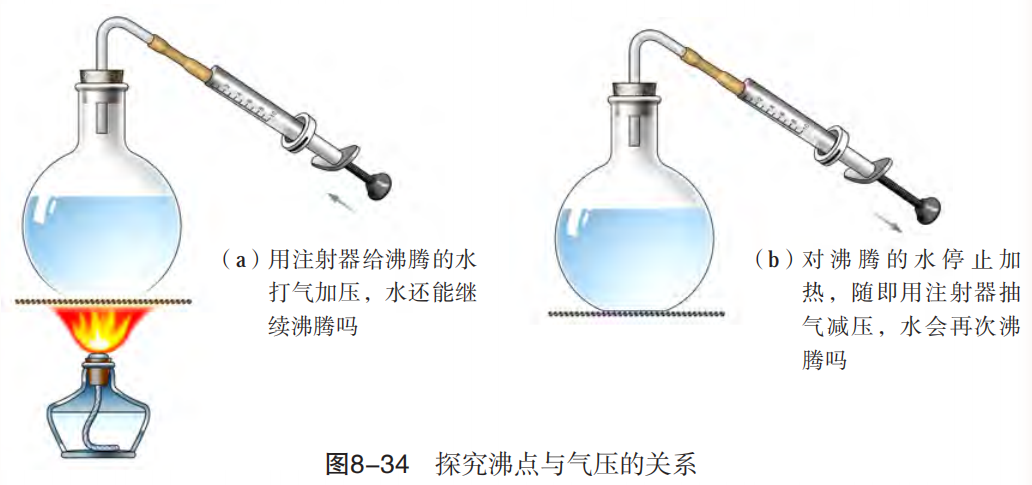 （a）用注射器给沸腾的水
打气加压，水还能继
续沸腾吗
（b）对沸腾的水停止加
热，随即用注射器抽
气减压，水会再次沸
腾吗
图8-34 探究沸点与气压的关系